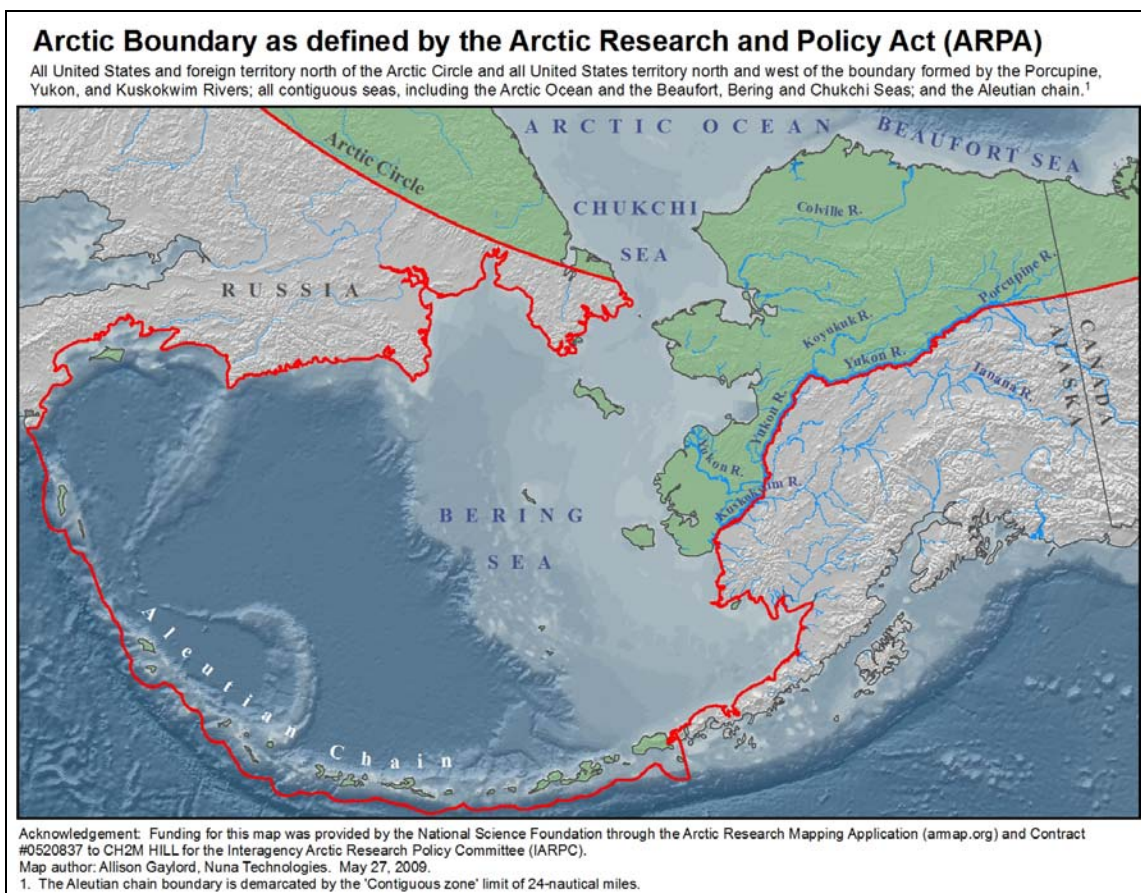 Arctic Boundary as defined by the Arctic Research and Policy Act (ARPA)
All United States and foreign territory north of the Arctic Circle and all United States territory north and west of the boundary formed by the Porcupine,
Yukon, and Kuskokwim Rivers; all contiguous seas, including the Arctic Ocean and the Beaufort, Bering and Chukchi Seas; and the Aleutian chain.1
ARCTIC OCEAN
BEAUFORT SEA
Arctic Circle
CHUKCHI
SEA
Colville R.
RUSSIA
Porcupine R.
Koyukuk R.
Yukon R.
CANADA
ALASKA
Tanana R.
Yukon R.
Yukon R.
Kuskokwim R.
BERING
SEA
Aleutian
Chain
Acknowledgement: Funding for this map was provided by the National Science Foundation through the Arctic Research Mapping Application (armap.org) and Contract
#0520837 to CH2M HILL for the Interagency Arctic Research Policy Committee (IARPC).
Map author: Allison Gaylord, Nuna Technologies. May 27, 2009.
1. The Aleutian chain boundary is demarcated by the 'Contiguous zone' limit of 24-nautical miles.